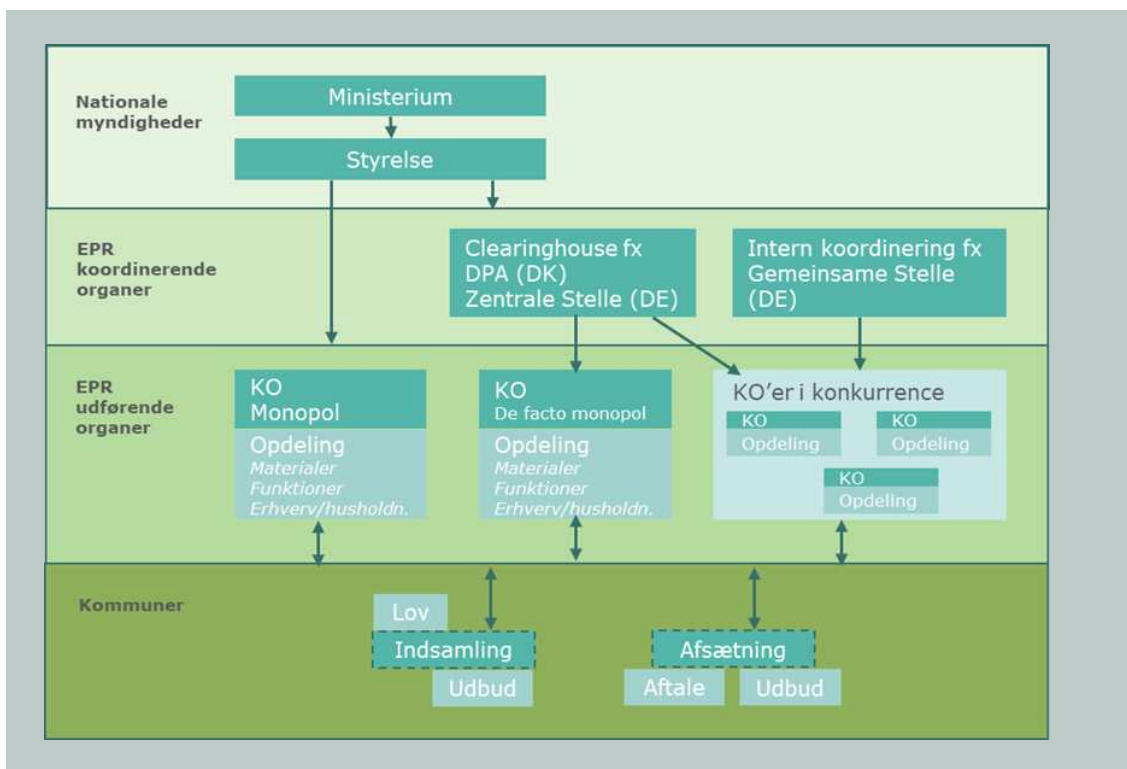 Nationale
myndigheder
Ministerium
Styrelse
EPR
koordinerende
organer
Clearinghouse fx
DPA (DK)
Zentrale Stelle (DE)
Intern koordinering fx
Gemeinsame Stelle
(DE)
EPR
udførende
organer
KO
Monopol
Opdeling
Materialer
Funktioner
Erhverv/husholdn.
KO
De facto monopol
Opdeling
Materialer
Funktioner
Erhverv/husholdn.
KO'er i konkurrence
KO
Opdeling
KO
Opdeling
KO
Opdeling
Kommuner
Lov
Indsamling
Udbud
Afsætning
Aftale
Udbud